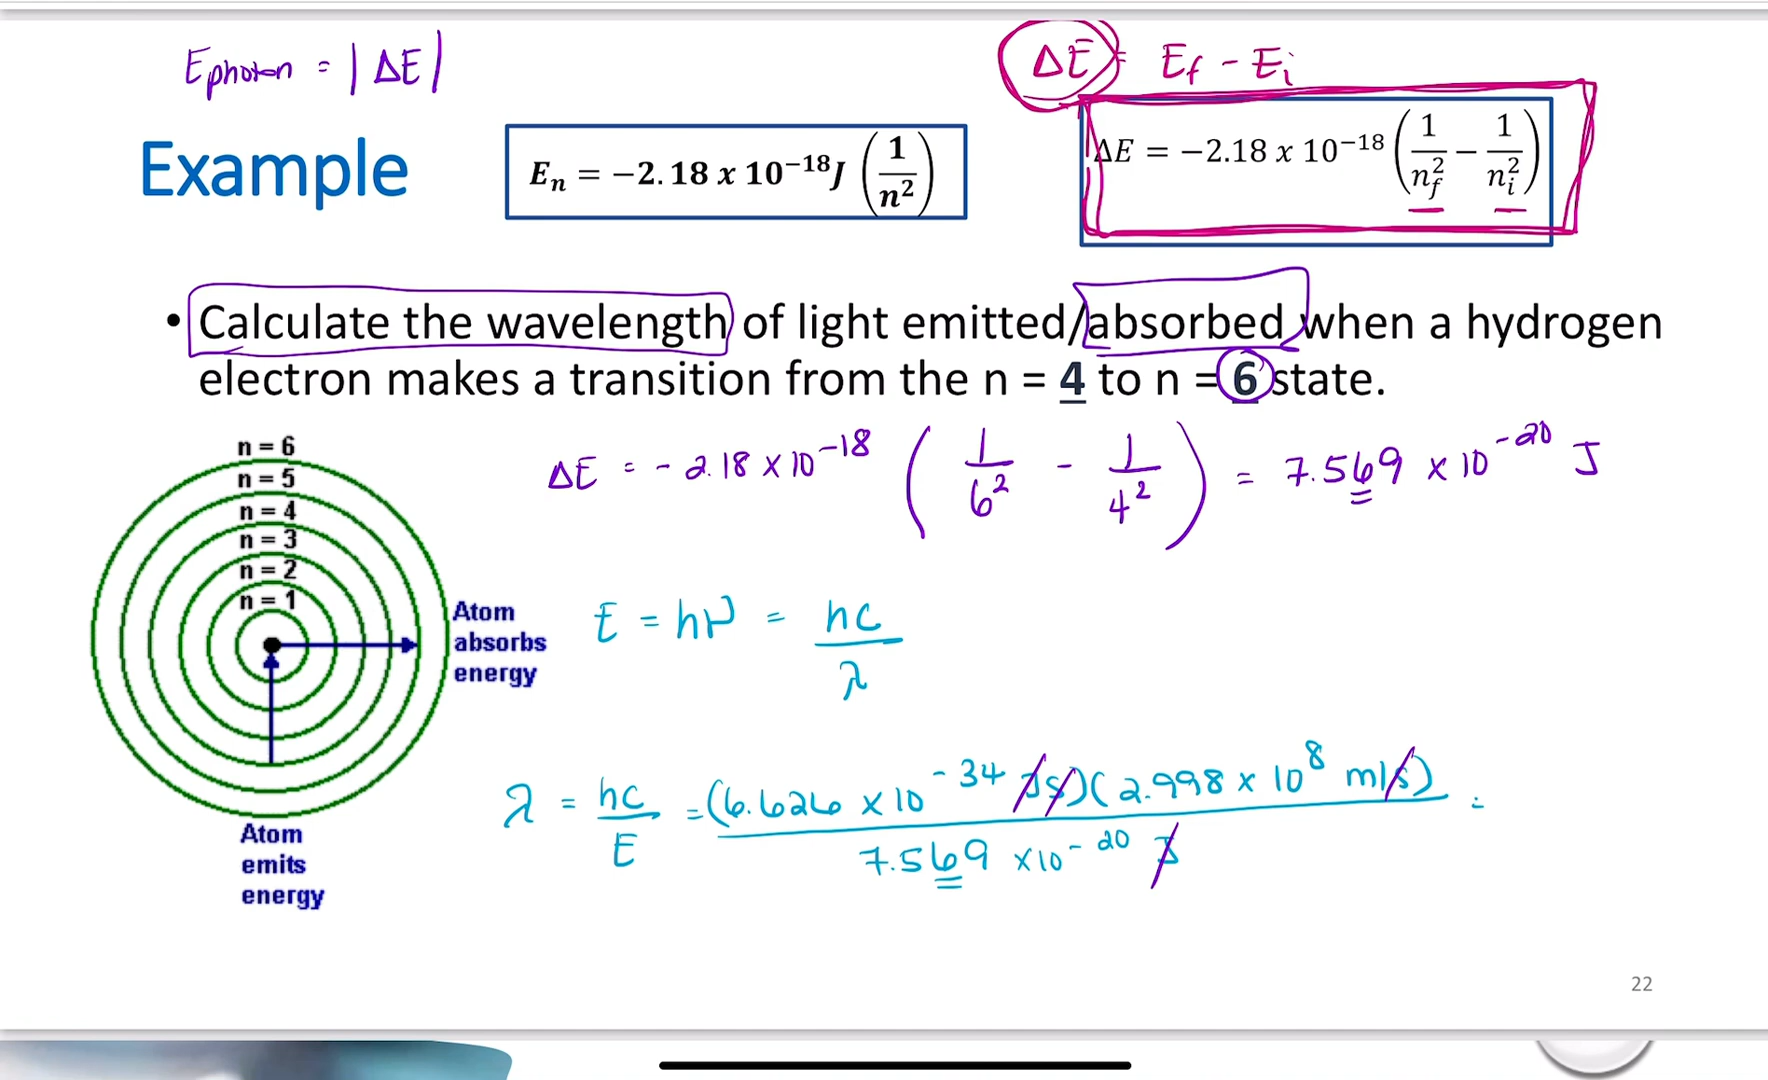 Ephoton = |ΔE|
ΔE = Ef - Ei
Example
Eₙ = −2.18 x 10⁻¹⁸J (1/n²)
ΔE = −2.18 x 10⁻¹⁸ (1/n_f² − 1/n_i²)
• Calculate the wavelength of light emitted/absorbed when a hydrogen
electron makes a transition from the n = 4 to n = 6 state.
ΔE = - 2.18 x 10⁻¹⁸ (1/6² - 1/4²) = 7.569 x 10⁻²⁰ J
n = 6
n = 5
n = 4
n = 3
n = 2
n = 1
Atom
absorbs
energy
E = hν = hc/λ
λ = hc/E = (6.626 x 10⁻³⁴ Js)(2.998 x 10⁸ m/s) / 7.569 x 10⁻²⁰ J =
Atom
emits
energy
22